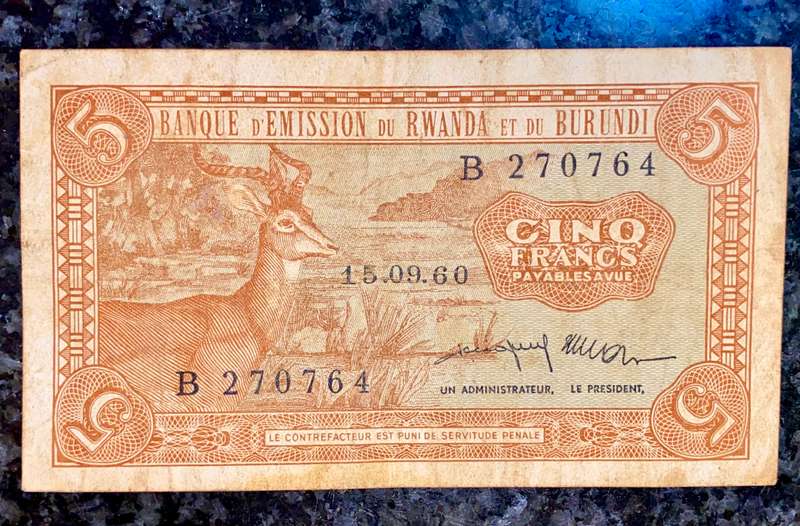 5 5
BANQUE D'EMISSION DU RWANDA ET DU BURUNDI
B 270764
CINQ
FRANCS
PAYABLES A VUE
15.09.60
B 270764
UN ADMINISTRATEUR, LE PRESIDENT,
5 5
LE CONTREFACTEUR EST PUNI DE SERVITUDE PENALE